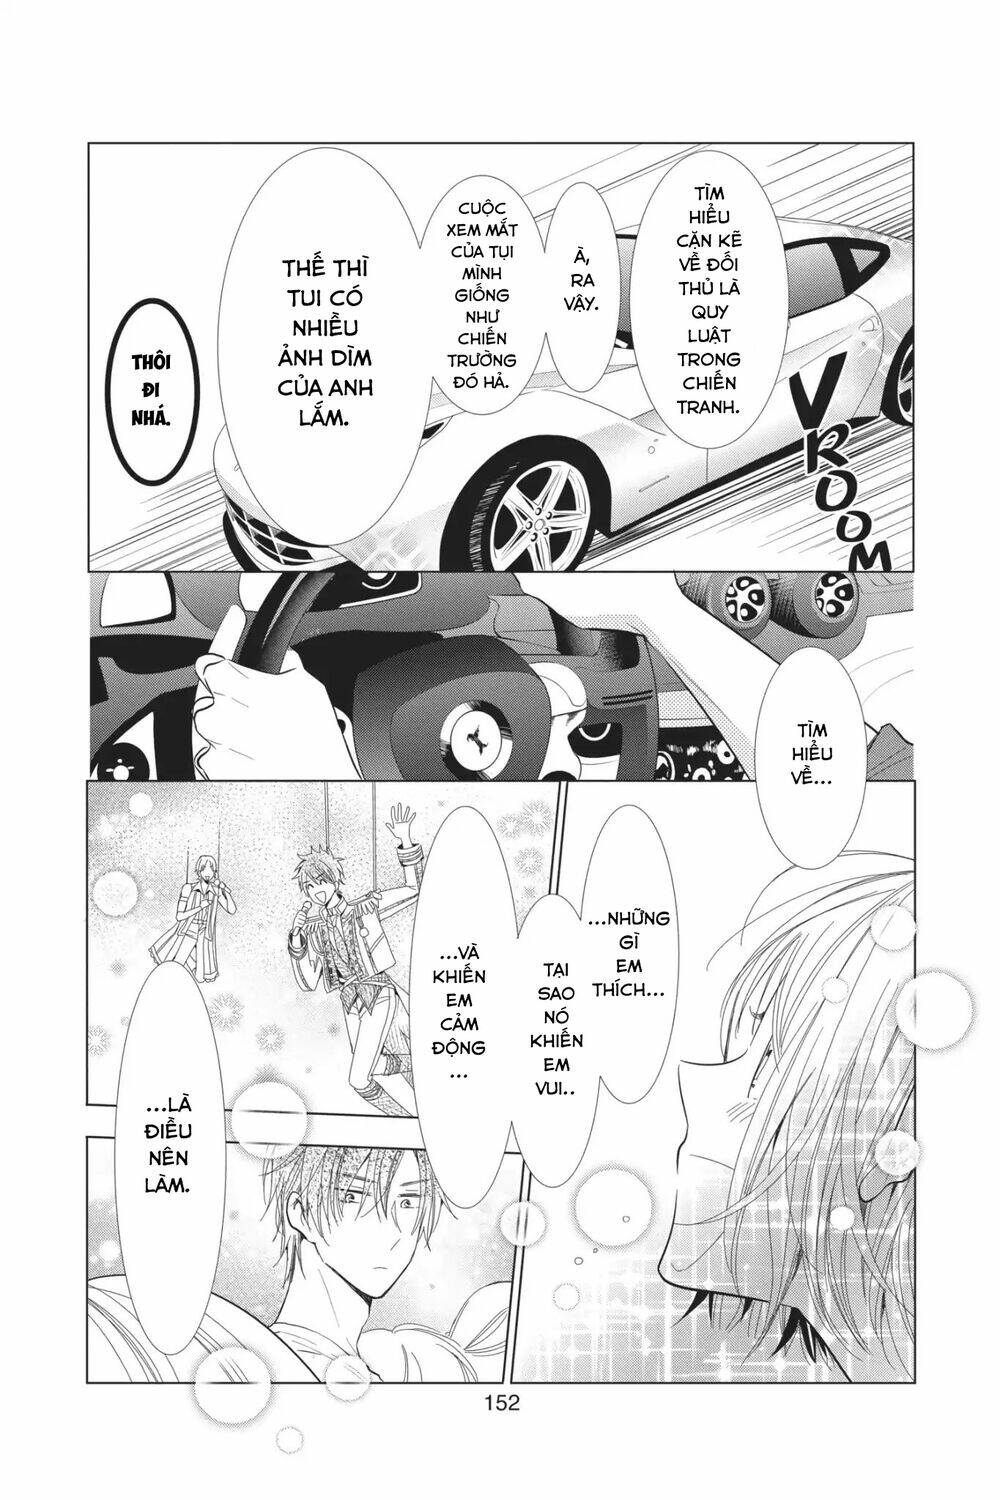 TÌM
HIỂU
CẶN KẼ
VỀ ĐỐI
THỦ LÀ
QUY
LUẬT
TRONG
CHIẾN
TRANH.
À,
RA
VẬY.
CUỘC
XEM MẮT
CỦA TỤI
MÌNH
GIỐNG
NHƯ
CHIẾN
TRƯỜNG
ĐÓ HẢ.
THẾ THÌ
TUI CÓ
NHIỀU
ẢNH DÌM
CỦA ANH
LẮM.
THÔI
ĐI
NHÁ.
VROOM
TÌM
HIỂU
VỀ...
...NHỮNG
GÌ
EM
THÍCH...
TẠI
SAO
NÓ
KHIẾN
EM
VUI..
...VÀ
KHIẾN
EM
CẢM
ĐỘNG
...
...LÀ
ĐIỀU
NÊN
LÀM.
152